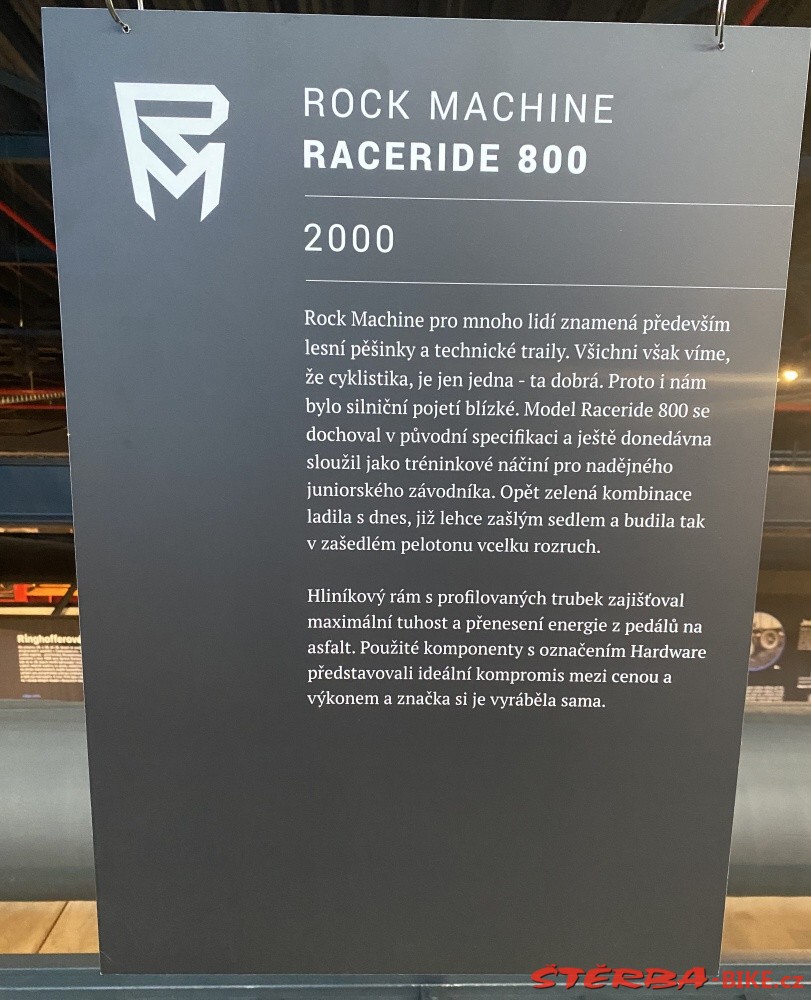 ROCK MACHINE
RACERIDE 800
2000
Rock Machine pro mnoho lidí znamená především
lesní pěšinky a technické traily. Všichni však víme,
že cyklistika, je jen jedna - ta dobrá. Proto i nám
bylo silniční pojetí blízké. Model Raceride 800 se
dochoval v původní specifikaci a ještě donedávna
sloužil jako tréninkové náčiní pro nadějného
juniorského závodníka. Opět zelená kombinace
ladila s dnes, již lehce zašlým sedlem a budila tak
v zašedlém pelotonu vcelku rozruch.
Hliníkový rám s profilovaných trubek zajišťoval
maximální tuhost a přenesení energie z pedálů na
asfalt. Použité komponenty s označením Hardware
představovali ideální kompromis mezi cenou a
výkonem a značka si je vyráběla sama.
ŠTĚRBA-BIKE.cz